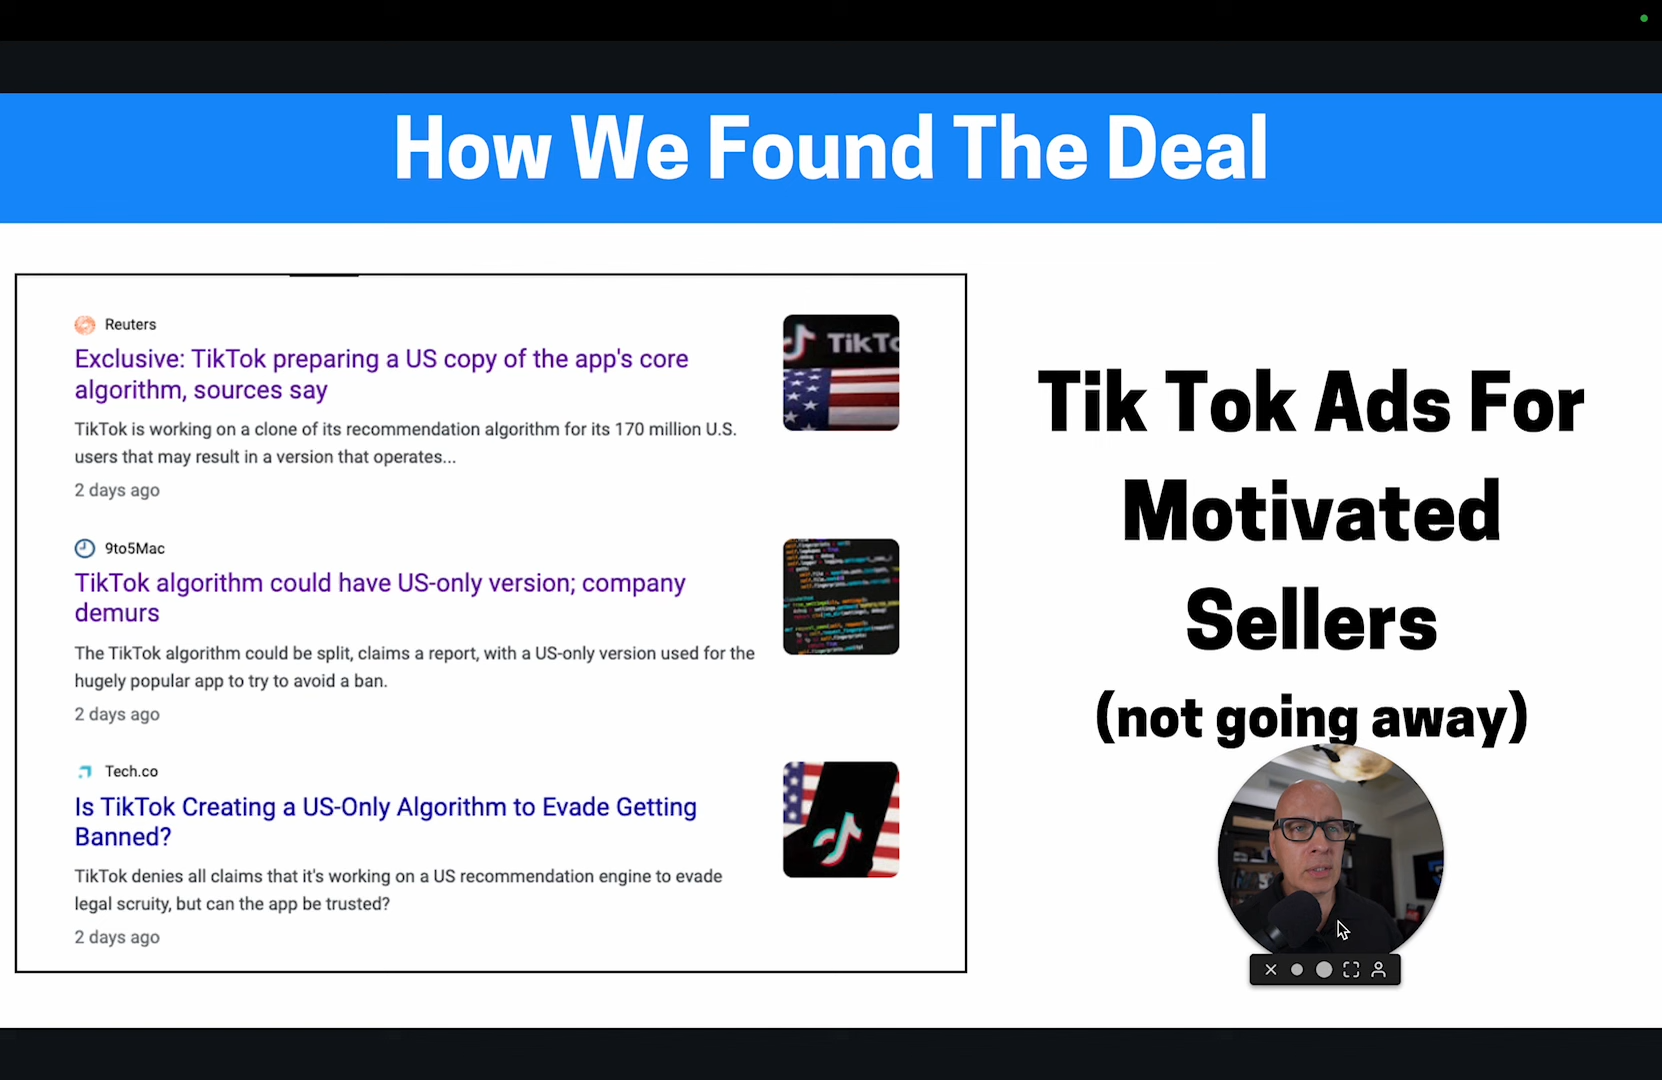 How We Found The Deal
Reuters
Exclusive: TikTok preparing a US copy of the app's core
algorithm, sources say
TikTok is working on a clone of its recommendation algorithm for its 170 million U.S.
users that may result in a version that operates...
2 days ago
9to5Mac
TikTok algorithm could have US-only version; company
demurs
The TikTok algorithm could be split, claims a report, with a US-only version used for the
hugely popular app to try to avoid a ban.
2 days ago
Tech.co
Is TikTok Creating a US-Only Algorithm to Evade Getting
Banned?
TikTok denies all claims that it's working on a US recommendation engine to evade
legal scruity, but can the app be trusted?
2 days ago
Tik Tok Ads For
Motivated
Sellers
(not going away)